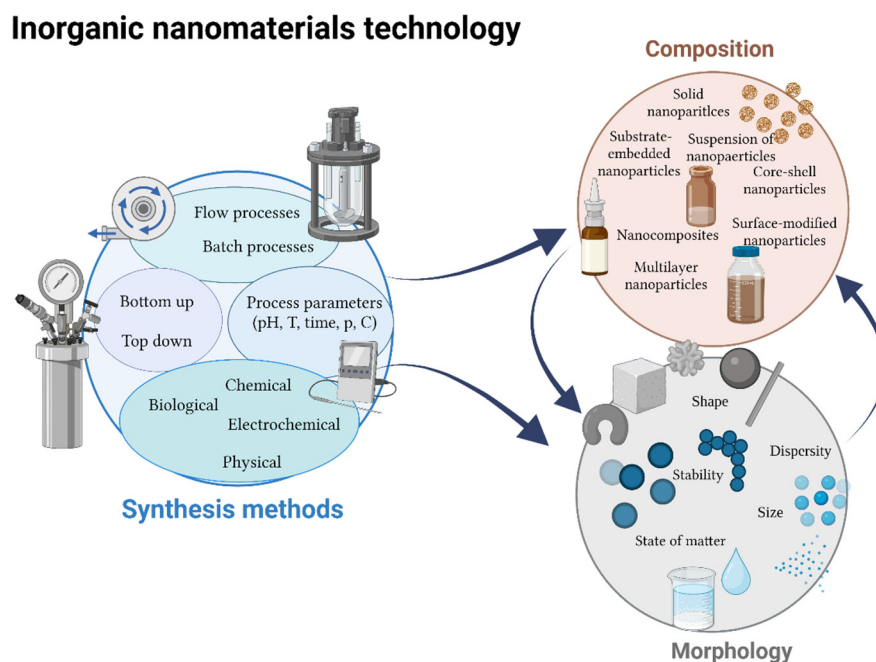 Inorganic nanomaterials technology
Flow processes
Batch processes
Bottom up
Top down
Process parameters
(pH, T, time, p, C)
Chemical
Biological
Electrochemical
Physical
Synthesis methods
Composition
Solid
nanoparitlces
Substrate-
embedded
nanoparticles
Suspension of
nanopaerticles
Core-shell
nanoparticles
Nanocomposites
Surface-modified
nanoparticles
Multilayer
nanoparticles
Shape
Dispersity
Stability
Size
State of matter
Morphology